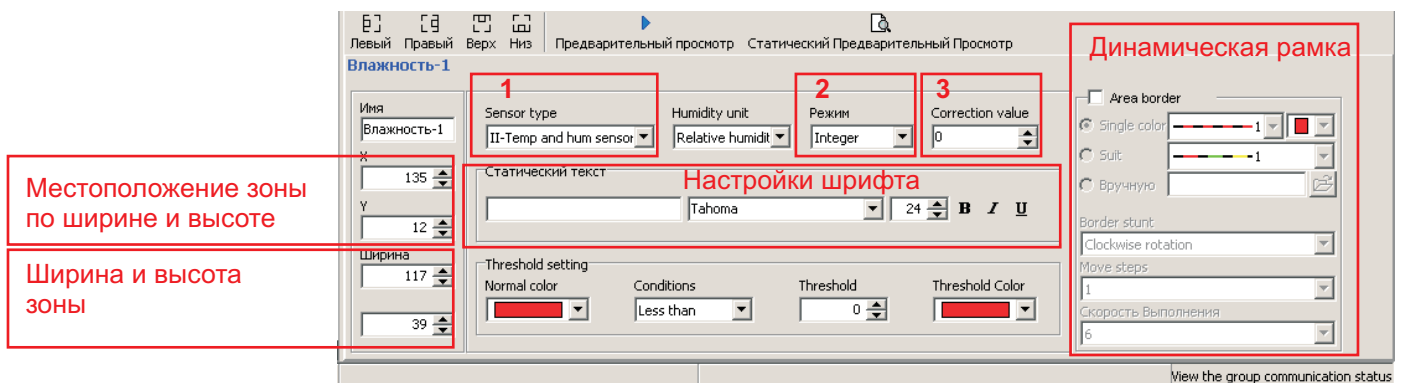 Левый Правый Верх Низ Предварительный просмотр Статический Предварительный Просмотр
Влажность-1
Динамическая рамка
1 2 3
Имя
Влажность-1
Sensor type Humidity unit Режим Correction value
II-Temp and hum sensor Relative humidit Integer 0
Area border
Single color 1
Suit 1
Вручную
X
135
Y
12
Местоположение зоны
по ширине и высоте
Статический текст
Настройки шрифта
Tahoma 24 B I U
Border stunt
Clockwise rotation
Ширина
117
39
Ширина и высота
зоны
Threshold setting
Normal color Conditions Threshold Threshold Color
Less than 0
Move steps
1
Скорость Выполнения
6
View the group communication status